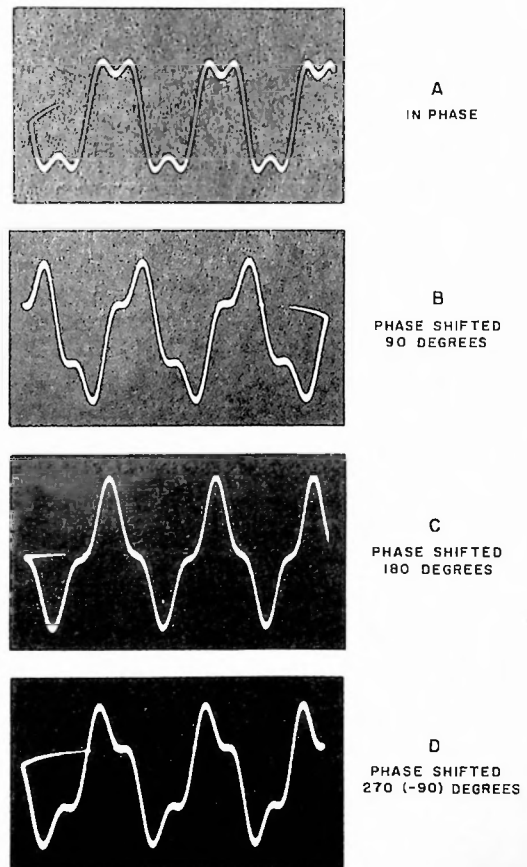 A
IN PHASE
B
PHASE SHIFTED
90 DEGREES
C
PHASE SHIFTED
180 DEGREES
D
PHASE SHIFTED
270 (-90) DEGREES